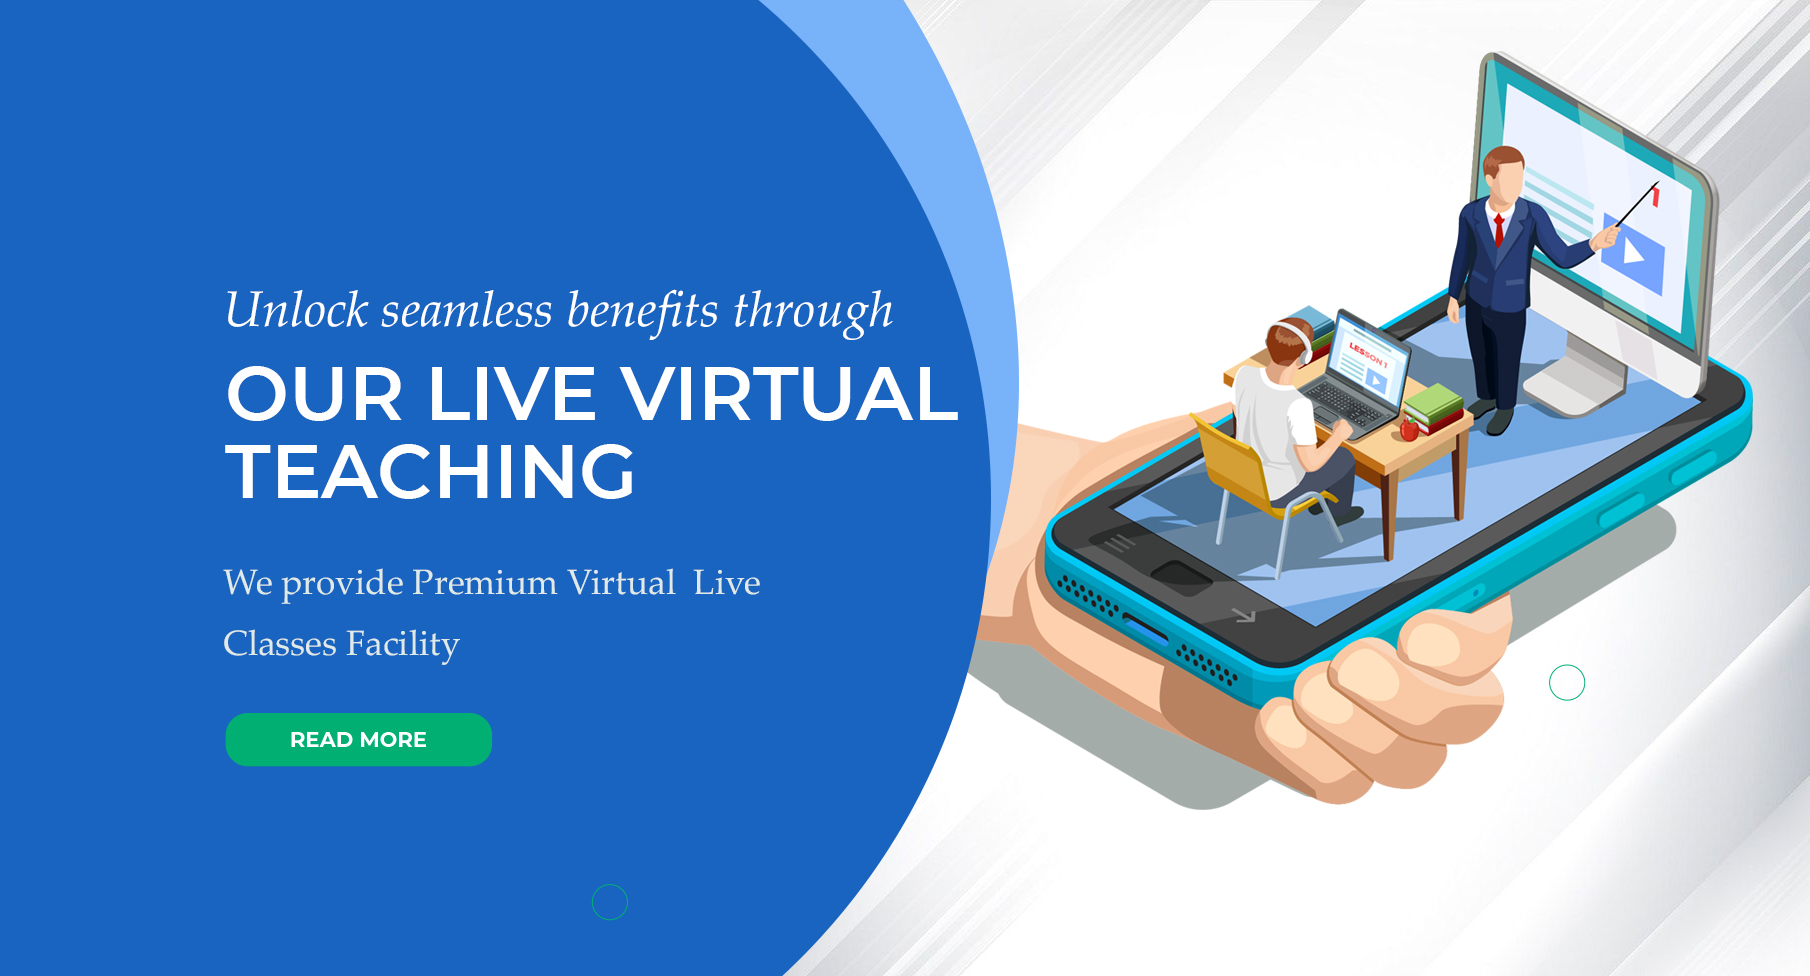 Unlock seamless benefits through
OUR LIVE VIRTUAL
TEACHING
We provide Premium Virtual Live
Classes Facility
READ MORE
LESSON 1
1